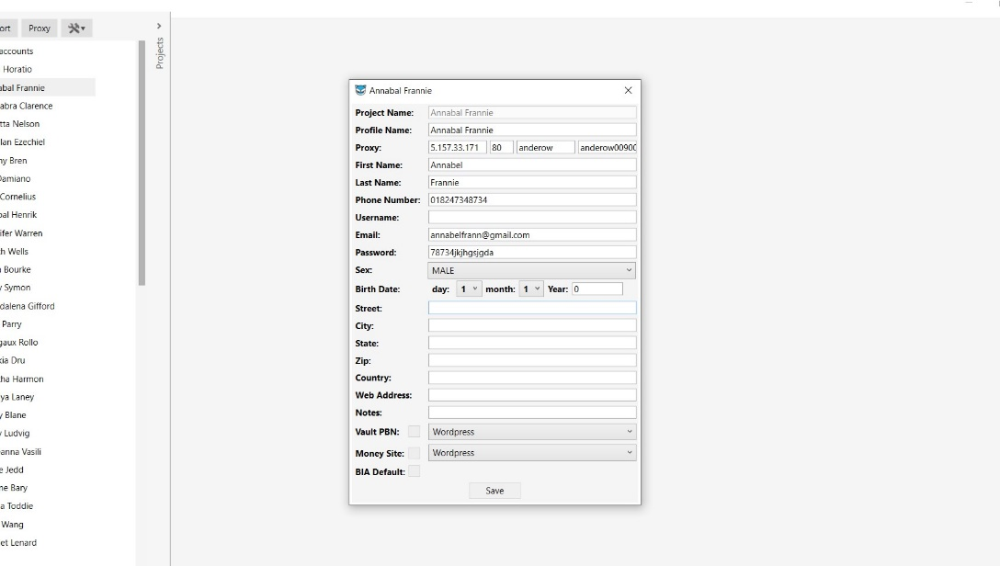 ort Proxy
Projects
accounts
Horatio
abal Frannie
abra Clarence
tta Nelson
lan Ezechiel
ny Bren
Damiano
Cornelius
bal Henrik
ifer Warren
th Wells
Bourke
y Symon
dalena Gifford
Parry
gaux Rollo
kia Dru
cha Harmon
ya Laney
y Blane
y Ludvig
eanna Vasili
e Jedd
ne Bary
a Toddie
Wang
et Lenard
Annabal Frannie
Project Name: Annabal Frannie
Profile Name: Annabal Frannie
Proxy: 5.157.33.171 80 anderow anderow00900
First Name: Annabel
Last Name: Frannie
Phone Number: 018247348734
Username:
Email: annabelfrann@gmail.com
Password: 78734jkjhgsjgda
Sex: MALE
Birth Date: day: 1 month: 1 Year: 0
Street:
City:
State:
Zip:
Country:
Web Address:
Notes:
Vault PBN: Wordpress
Money Site: Wordpress
BIA Default:
Save